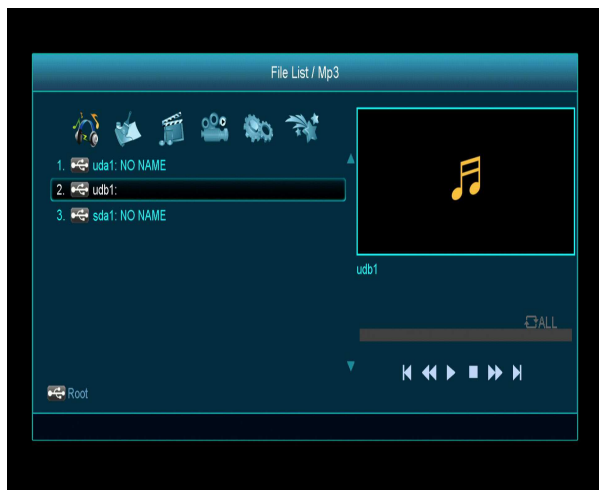 File List / Mp3
1. uda1: NO NAME
2. udb1:
3. sda1: NO NAME
udb1
ALL
Root